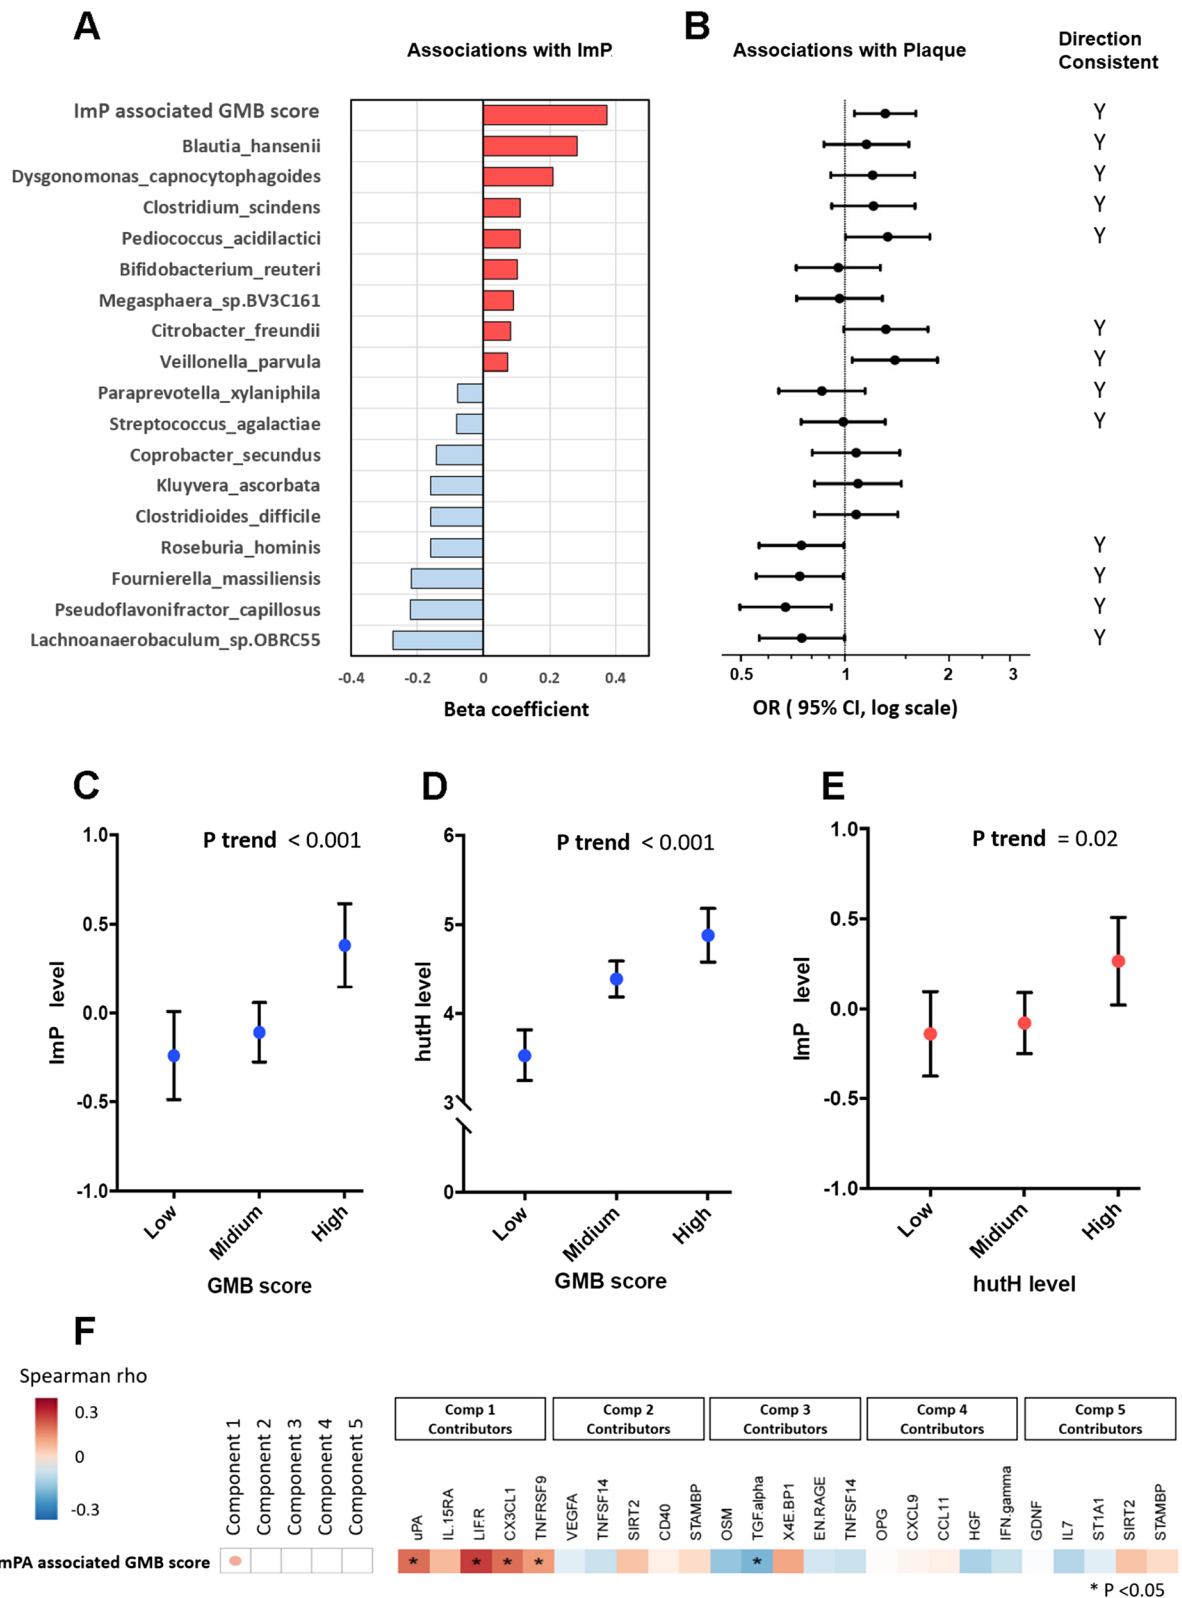 A
B
Associations with ImP
Associations with Plaque
Direction
Consistent
ImP associated GMB score
Y
Blautia_hansenii
Y
Dysgonomonas_capnocytophagoides
Y
Clostridium_scindens
Y
Pediococcus_acidilactici
Y
Bifidobacterium_reuteri
Megasphaera_sp.BV3C161
Citrobacter_freundii
Y
Veillonella_parvula
Y
Paraprevotella_xylaniphila
Y
Streptococcus_agalactiae
Y
Coprobacter_secundus
Kluyvera_ascorbata
Clostridioides_difficile
Roseburia_hominis
Y
Fournierella_massiliensis
Y
Pseudoflavonifractor_capillosus
Y
Lachnoanaerobaculum_sp.OBRC55
Y
-0.4 -0.2 0 0.2 0.4
0.5 1 2 3
Beta coefficient
OR ( 95% CI, log scale)
C
P trend < 0.001
1.0
0.5
0.0
-0.5
-1.0
ImP level
Low
Midium
High
GMB score
D
P trend < 0.001
6
5
4
3
0
hutH level
Low
Midium
High
GMB score
E
P trend = 0.02
1.0
0.5
0.0
-0.5
-1.0
ImP level
Low
Midium
High
hutH level
F
Spearman rho
0.3
0
-0.3
Component 1
Component 2
Component 3
Component 4
Component 5
Comp 1
Contributors
Comp 2
Contributors
Comp 3
Contributors
Comp 4
Contributors
Comp 5
Contributors
uPA
IL.15RA
LIF.R
CX3CL1
TNFRSF9
VEGFA
TNFSF14
SIRT2
CD40
STAMBP
OSM
TGF.alpha
X4E.BP1
EN.RAGE
TNFSF14
OPG
CXCL9
CCL11
HGF
IFN.gamma
GDNF
IL7
ST1A1
SIRT2
STAMBP
mPA associated GMB score
* * * * *
* P <0.05